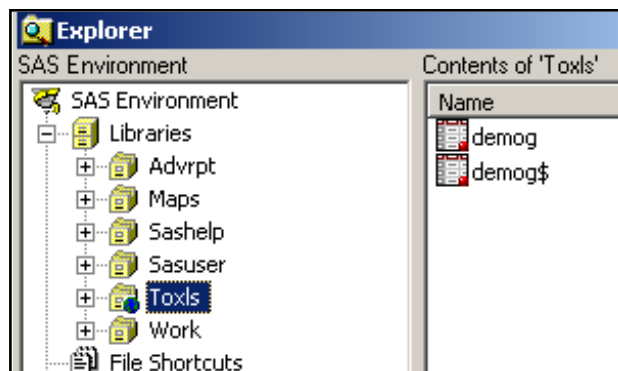 Explorer
SAS Environment
Contents of 'Toxls'
SAS Environment
Name
Libraries
demog
Advrpt
demog$
Maps
Sashelp
Sasuser
Toxls
Work
File Shortcuts